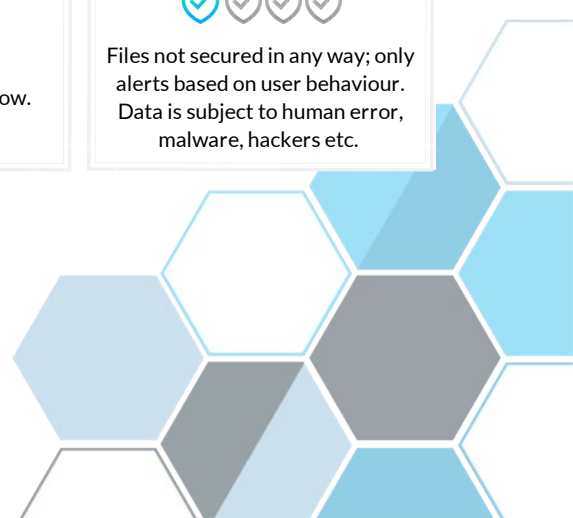 ow.
Files not secured in any way; only
alerts based on user behaviour.
Data is subject to human error,
malware, hackers etc.